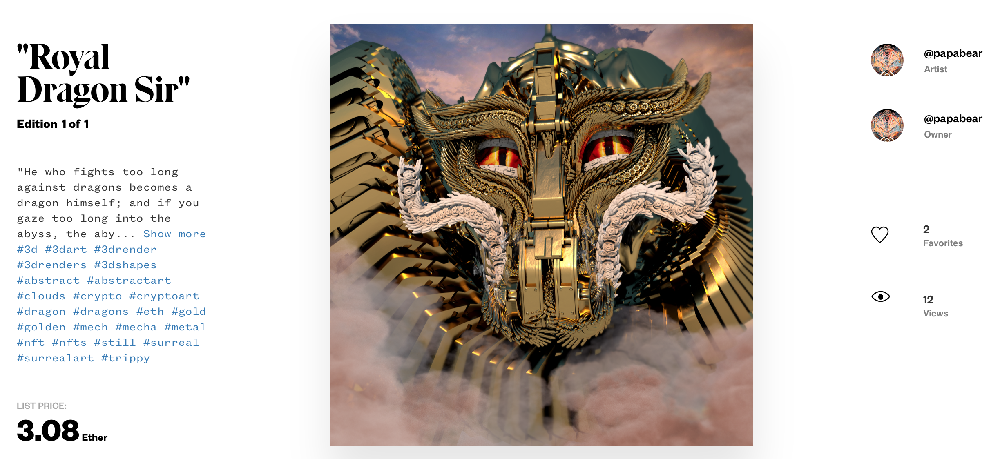 "Royal
Dragon Sir"
Edition 1 of 1
"He who fights too long
against dragons becomes a
dragon himself; and if you
gaze too long into the
abyss, the aby... Show more
#3d #3dart #3drender
#3drenders #3dshapes
#abstract #abstractart
#clouds #crypto #cryptoart
#dragon #dragons #eth #gold
#golden #mech #mecha #metal
#nft #nfts #still #surreal
#surrealart #trippy
LIST PRICE:
3.08 Ether
@papabear
Artist
@papabear
Owner
2
Favorites
12
Views